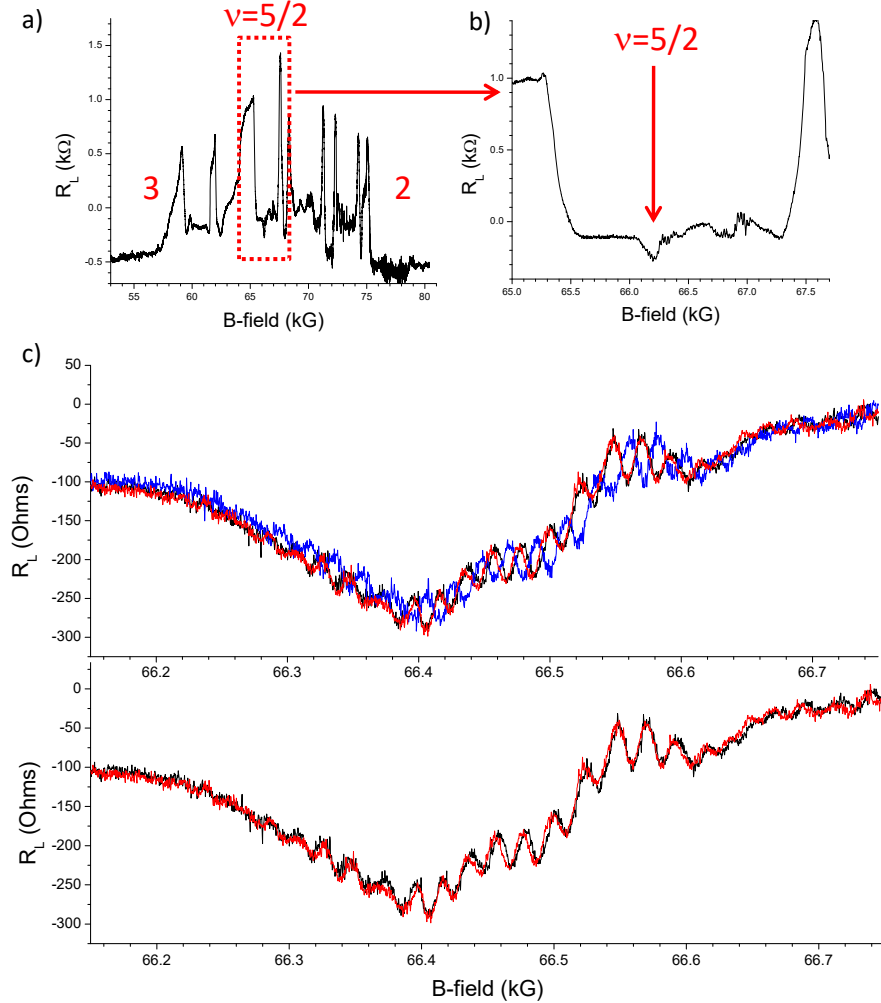 a)
ν=5/2
b)
1.5
1.0
0.5
0.0
-0.5
R_L (kΩ)
3
2
55 60 65 70 75 80
B-field (kG)
ν=5/2
1.0
0.0
R_L (kΩ)
65.0 65.5 66.0 66.5 67.0 67.5
B-field (kG)
c)
50
0
-50
-100
-150
-200
-250
-300
R_L (Ohms)
66.2 66.3 66.4 66.5 66.6 66.7
0
-50
-100
-150
-200
-250
-300
R_L (Ohms)
66.2 66.3 66.4 66.5 66.6 66.7
B-field (kG)